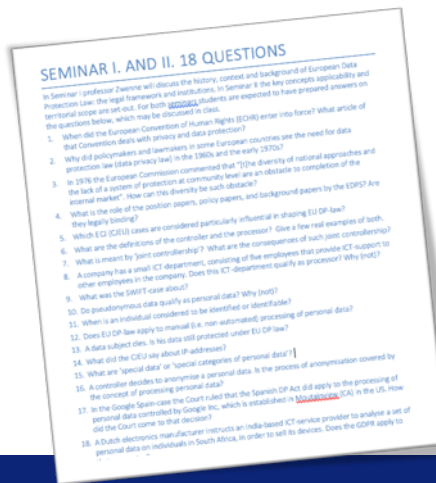 SEMINAR I. AND II. 18 QUESTIONS
In Seminar I professor Zwenne will discuss the history, context and background of European Data
Protection Law: the legal framework and institutions. In Seminar II the key concepts applicability and
territorial scope are set-out. For both seminars students are expected to have prepared answers on
the questions below, which may be discussed in class.
1. When did the European Convention of Human Rights (ECHR) enter into force? What article of
that Convention deals with privacy and data protection?
2. Why did policymakers and lawmakers in some European countries see the need for data
protection law (data privacy law) in the 1960s and the early 1970s?
3. In 1976 the European Commission commented that "[t]he diversity of national approaches and
the lack of a system of protection at community level are an obstacle to completion of the
internal market". How can this diversity be such obstacle?
4. What is the role of the position papers, policy papers, and background papers by the EDPS? Are
they legally binding?
5. Which ECJ (CJEU) cases are considered particularly influential in shaping EU DP-law?
6. What are the definitions of the controller and the processor? Give a few real examples of both.
7. What is meant by 'joint controllership'? What are the consequences of such joint controllership?
8. A company has a small ICT-department, consisting of five employees that provide ICT-support to
other employees in the company. Does this ICT-department qualify as processor? Why (not)?
9. What was the SWIFT-case about?
10. Do pseudonymous data qualify as personal data? Why (not)?
11. When is an individual considered to be identified or identifiable?
12. Does EU DP-law apply to manual (i.e. non-automated) processing of personal data?
13. A data subject dies. Is his data still protected under EU DP law?
14. What did the CJEU say about IP-addresses?
15. What are 'special data' or 'special categories of personal data'?
16. A controller decides to anonymise a personal data. Is the process of anonymisation covered by
the concept of processing personal data?
17. In the Google Spain-case the Court ruled that the Spanish DP Act did apply to the processing of
personal data controlled by Google Inc, which is established in (CA) in the US. How
did the Court come to that decision?
18. A Dutch electronics manufacturer instructs an India-based ICT-service provider to analyse a set of
personal data on individuals in South Africa, in order to sell its devices. Does the GDPR apply to